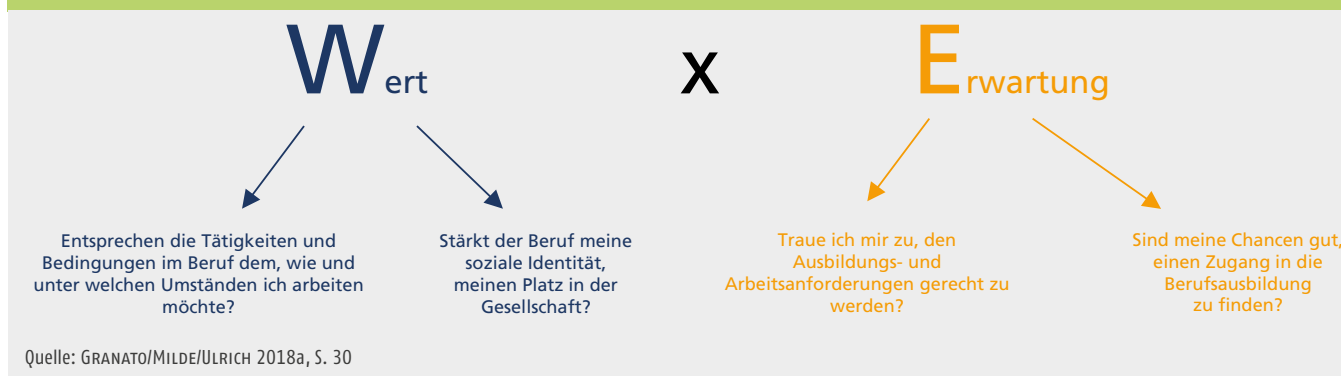 Wert x Erwartung
Entsprechen die Tätigkeiten und
Bedingungen im Beruf dem, wie und
unter welchen Umständen ich arbeiten
möchte?
Stärkt der Beruf meine
soziale Identität,
meinen Platz in der
Gesellschaft?
Traue ich mir zu, den
Ausbildungs- und
Arbeitsanforderungen gerecht zu
werden?
Sind meine Chancen gut,
einen Zugang in die
Berufsausbildung
zu finden?
Quelle: GRANATO/MILDE/ULRICH 2018a, S. 30